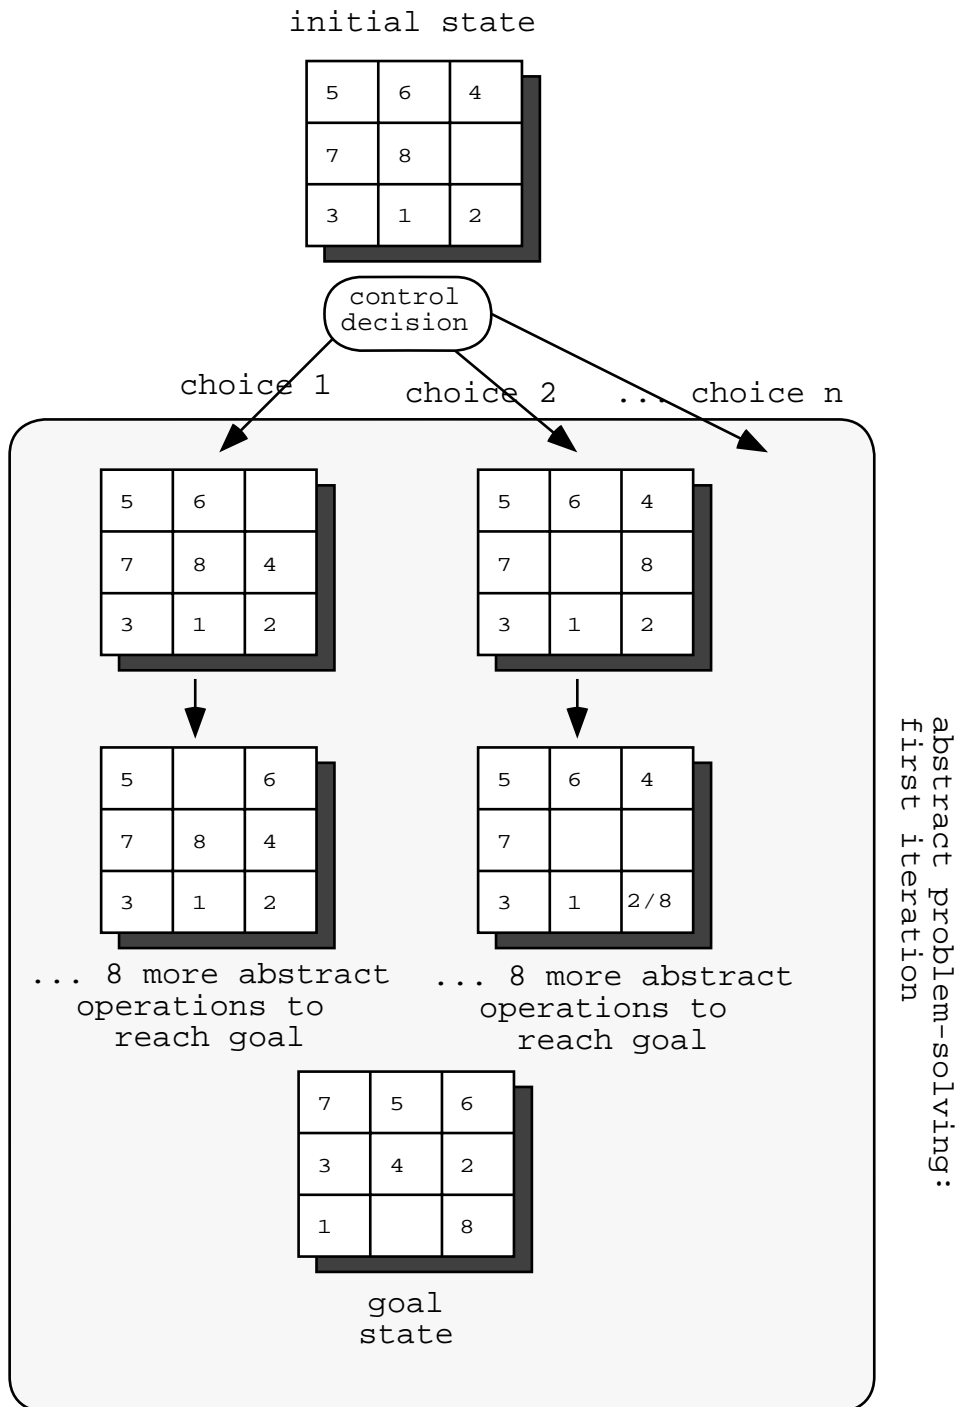 initial state
5 6 4
7 8
3 1 2
control
decision
choice 1
choice 2
... choice n
5 6
7 8 4
3 1 2
5 6 4
7 8
3 1 2
5 6
7 8 4
3 1 2
5 6 4
7
3 1 2/8
... 8 more abstract
operations to
reach goal
... 8 more abstract
operations to
reach goal
7 5 6
3 4 2
1 8
goal
state
abstract problem-solving:
first iteration